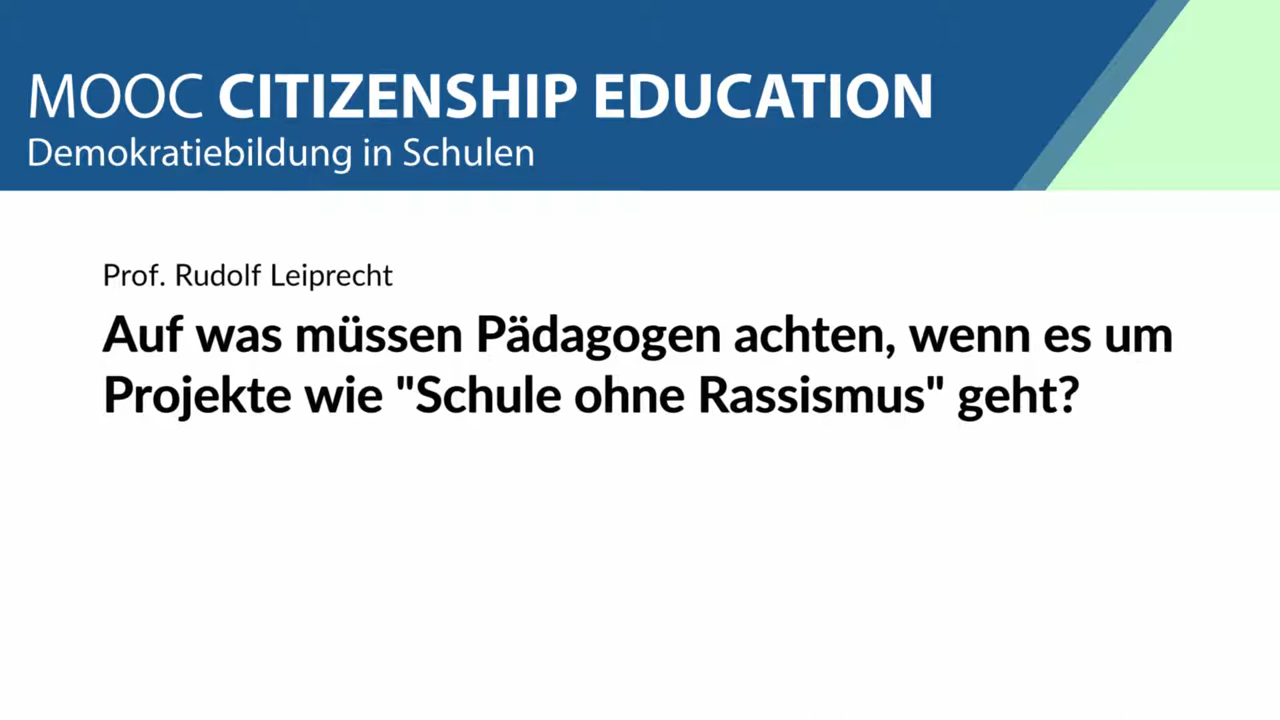 MOOC CITIZENSHIP EDUCATION
Demokratiebildung in Schulen
Prof. Rudolf Leiprecht
Auf was müssen Pädagogen achten, wenn es um
Projekte wie "Schule ohne Rassismus" geht?